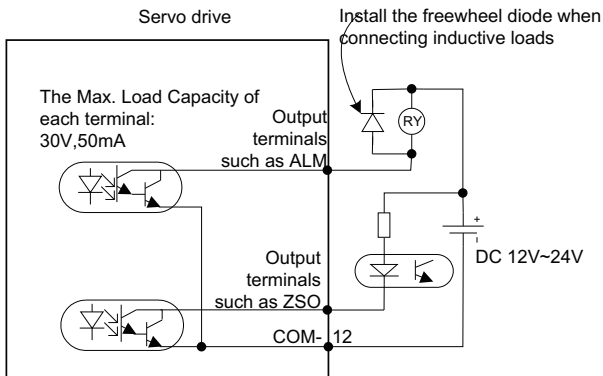 Servo drive
Install the freewheel diode when
connecting inductive loads
The Max. Load Capacity of
each terminal:
30V,50mA
Output
terminals
such as ALM
RY
+
-
DC 12V~24V
Output
terminals
such as ZSO
COM- 12